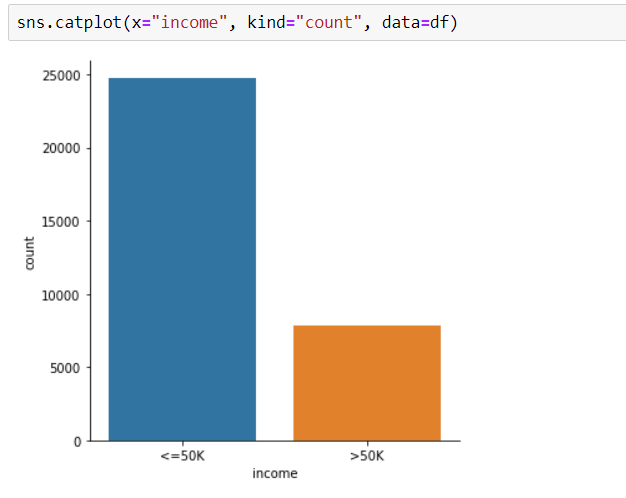 sns.catplot(x="income", kind="count", data=df)
25000
20000
15000
10000
5000
0
count
<=50K >50K
income